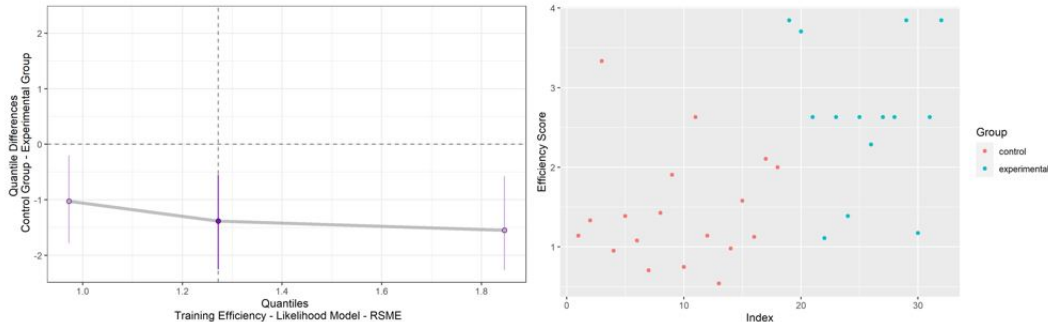 Quantile Differences
Control Group - Experimental Group
2
1
0
-1
-2
1.0
1.2
1.4
1.6
1.8
Quantiles
Training Efficiency - Likelihood Model - RSME
Efficiency Score
4
3
2
1
0
10
20
30
Index
Group
control
experimental